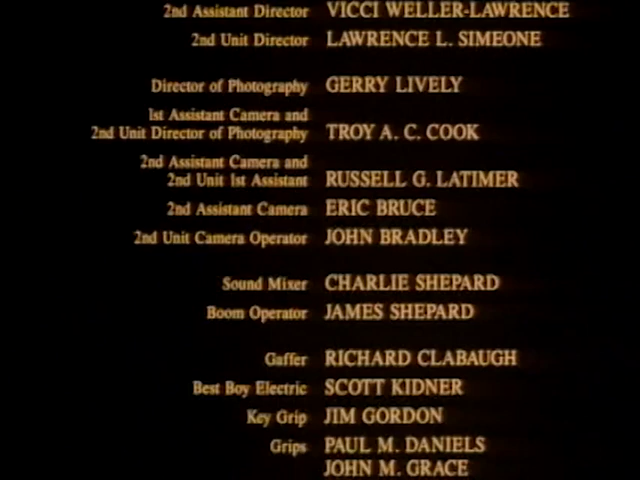 2nd Assistant Director VICCI WELLER-LAWRENCE
2nd Unit Director LAWRENCE L. SIMEONE
Director of Photography GERRY LIVELY
1st Assistant Camera and
2nd Unit Director of Photography TROY A. C. COOK
2nd Assistant Camera and
2nd Unit 1st Assistant RUSSELL G. LATIMER
2nd Assistant Camera ERIC BRUCE
2nd Unit Camera Operator JOHN BRADLEY
Sound Mixer CHARLIE SHEPARD
Boom Operator JAMES SHEPARD
Gaffer RICHARD CLABAUGH
Best Boy Electric SCOTT KIDNER
Key Grip JIM GORDON
Grips PAUL M. DANIELS
JOHN M. GRACE